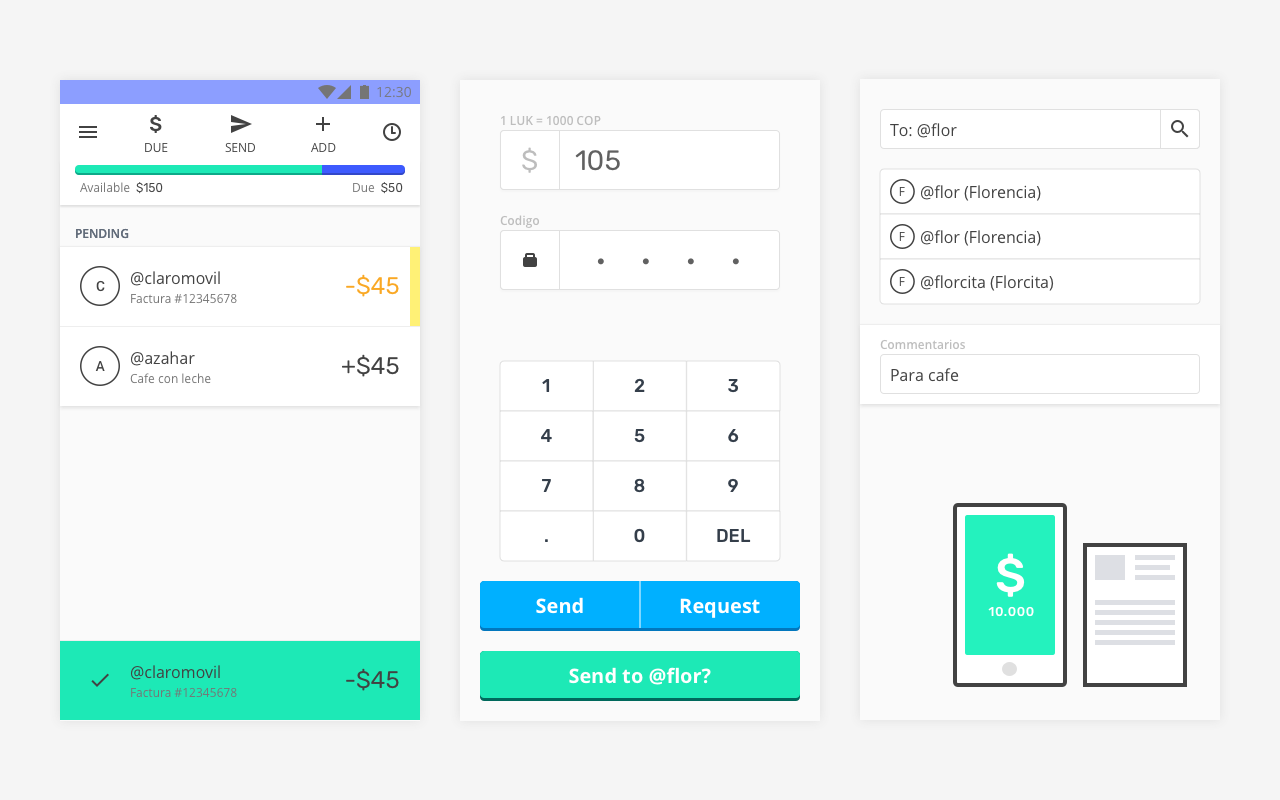 12:30
DUE
SEND
ADD
Available $150
Due $50
PENDING
C
@claromovil
Factura #12345678
-$45
A
@azahar
Cafe con leche
+$45
@claromovil
Factura #12345678
-$45
1 LUK = 1000 COP
$ 105
Codigo
1 2 3
4 5 6
7 8 9
. 0 DEL
Send Request
Send to @flor?
To: @flor
F @flor (Florencia)
F @flor (Florencia)
F @florcita (Florcita)
Commentarios
Para cafe
$
10.000